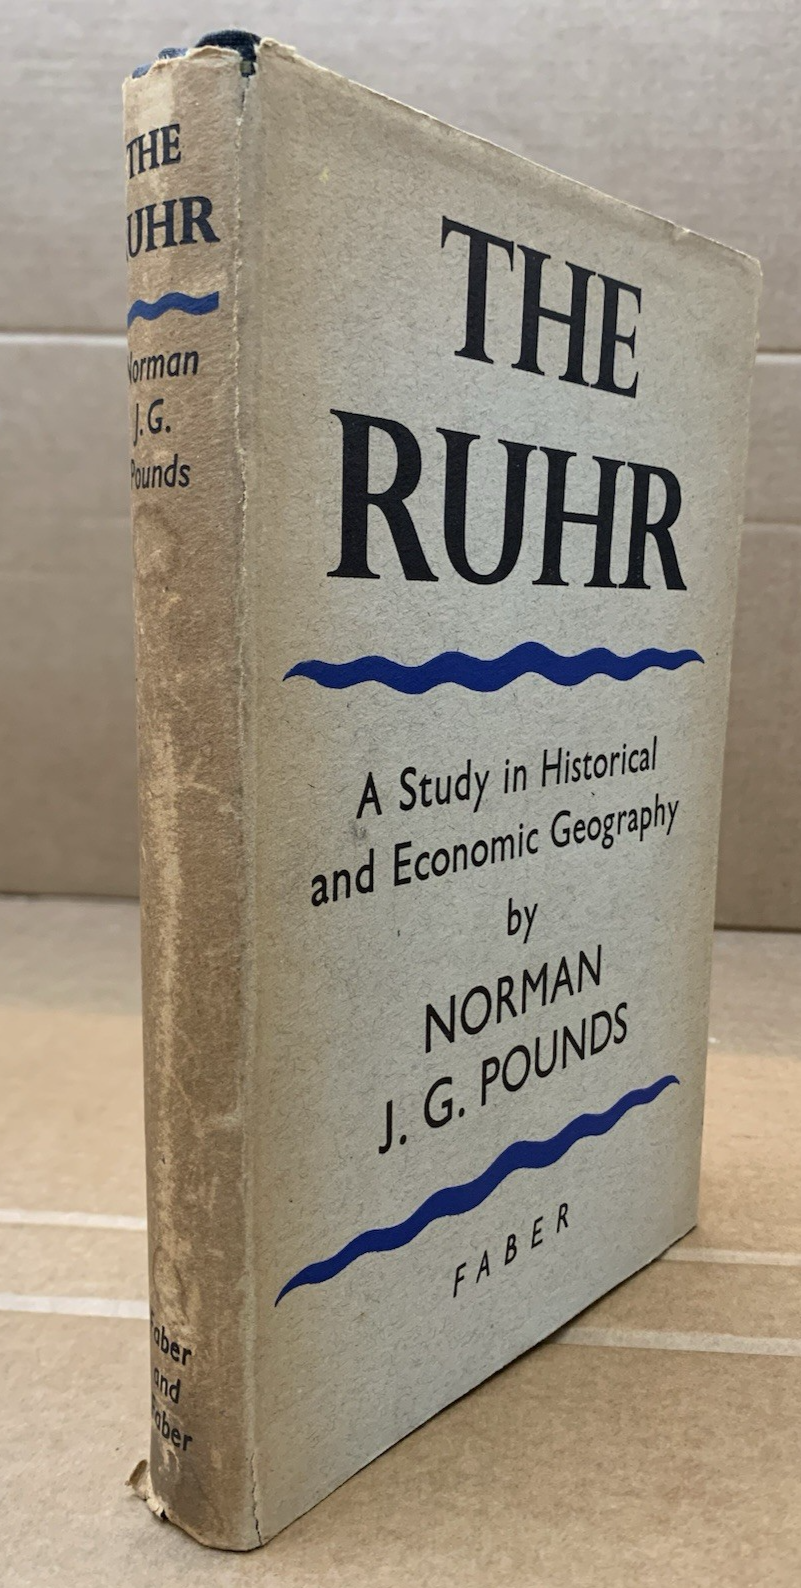 THE
RUHR
Norman
J.G.
Pounds
Faber
and
Faber
THE
RUHR
A Study in Historical
and Economic Geography
by
NORMAN
J. G. POUNDS
FABER